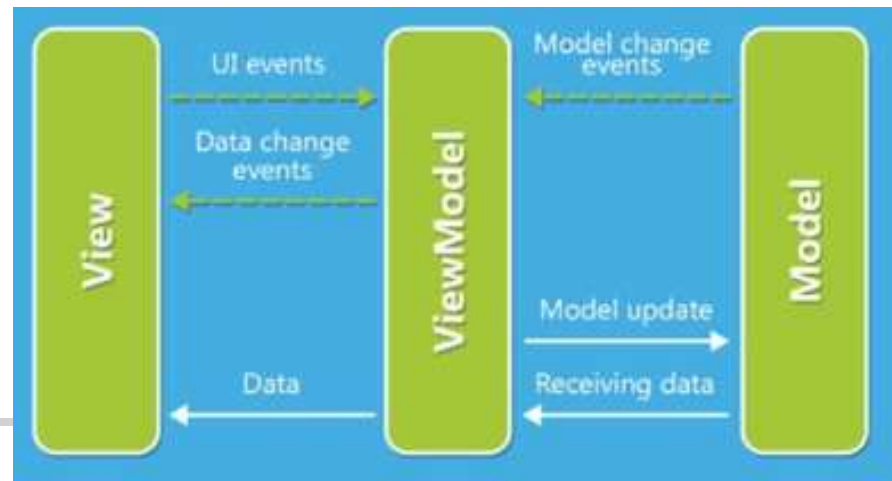 View
UI events
Data change
events
Data
ViewModel
Model change
events
Model update
Receiving data
Model